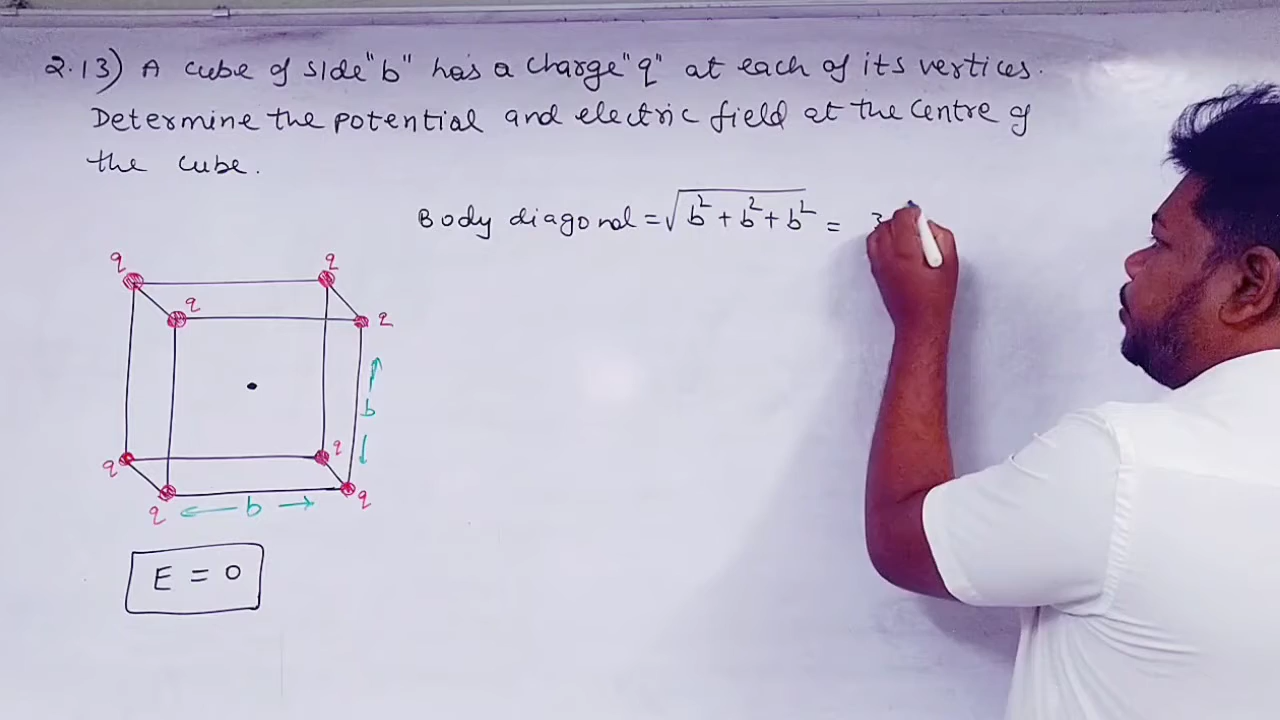 2.13) A cube of side "b" has a charge "q" at each of its vertices.
Determine the potential and electric field at the centre of
the cube.
Body diagonal = √(b² + b² + b²) =
q q
q q
b
q q
q b q
E = 0